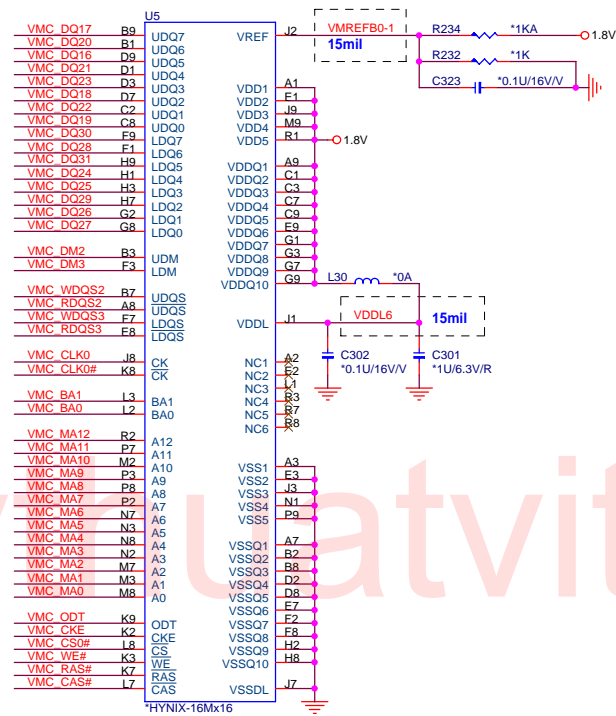 U5
VMC_DQ17 B9 UDQ7 VREF J2 VMREFB0-1 15mil R234 *1KA 1.8V
VMC_DQ20 B1 UDQ6
VMC_DQ16 D9 UDQ5 R232 *1K
VMC_DQ21 D1 UDQ4
VMC_DQ23 D3 UDQ3 VDD1 A1 C323 *0.1U/16V/V
VMC_DQ18 D7 UDQ2 VDD2 E1
VMC_DQ22 C2 UDQ1 VDD3 J9
VMC_DQ19 C8 UDQ0 VDD4 M9
VMC_DQ30 F9 LDQ7 VDD5 R1 1.8V
VMC_DQ28 F1 LDQ6
VMC_DQ31 H9 LDQ5 VDDQ1 A9
VMC_DQ24 H1 LDQ4 VDDQ2 C1
VMC_DQ25 H3 LDQ3 VDDQ3 C3
VMC_DQ29 H7 LDQ2 VDDQ4 C7
VMC_DQ26 G2 LDQ1 VDDQ5 C9
VMC_DQ27 G8 LDQ0 VDDQ6 E9
VDDQ7 G1
VMC_DM2 B3 UDM VDDQ8 G3
VMC_DM3 F3 LDM VDDQ9 G7
VDDQ10 G9 L30 *0A
VMC_WDQS2 B7 UDQS
VMC_RDQS2 A8 UDQS
VMC_WDQS3 F7 LDQS VDDL J1 VDDL6 15mil
VMC_RDQS3 E8 LDQS
C302 *0.1U/16V/V
C301 *1U/6.3V/R
VMC_CLK0 J8 CK NC1 A2
VMC_CLK0# K8 CK NC2 E2
NC3 L1
VMC_BA1 L3 BA1 NC4 R3
VMC_BA0 L2 BA0 NC5 R7
NC6 R8
VMC_MA12 R2 A12
VMC_MA11 P7 A11
VMC_MA10 M2 A10 VSS1 A3
VMC_MA9 P3 A9 VSS2 E3
VMC_MA8 P8 A8 VSS3 J3
VMC_MA7 P2 A7 VSS4 N1
VMC_MA6 N7 A6 VSS5 P9
VMC_MA5 N3 A5
VMC_MA4 N8 A4 VSSQ1 A7
VMC_MA3 N2 A3 VSSQ2 B2
VMC_MA2 M7 A2 VSSQ3 B8
VMC_MA1 M3 A1 VSSQ4 D2
VMC_MA0 M8 A0 VSSQ5 D8
VSSQ6 E7
VMC_ODT K9 ODT VSSQ7 F2
VMC_CKE K2 CKE VSSQ8 F8
VMC_CS0# L8 CS VSSQ9 H2
VMC_WE# K3 WE VSSQ10 H8
VMC_RAS# K7 RAS
VMC_CAS# L7 CAS VSSDL J7
*HYNIX-16Mx16
huatvit